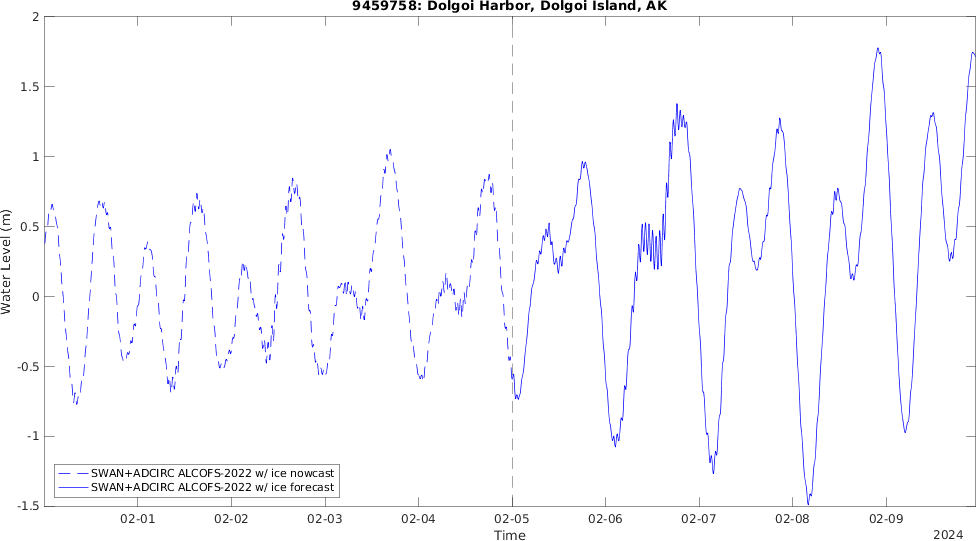 9459758: Dolgoi Harbor, Dolgoi Island, AK
2
1.5
1
0.5
0
-0.5
-1
-1.5
Water Level (m)
SWAN+ADCIRC ALCOFS-2022 w/ ice nowcast
SWAN+ADCIRC ALCOFS-2022 w/ ice forecast
02-01 02-02 02-03 02-04 02-05 02-06 02-07 02-08 02-09
Time
2024